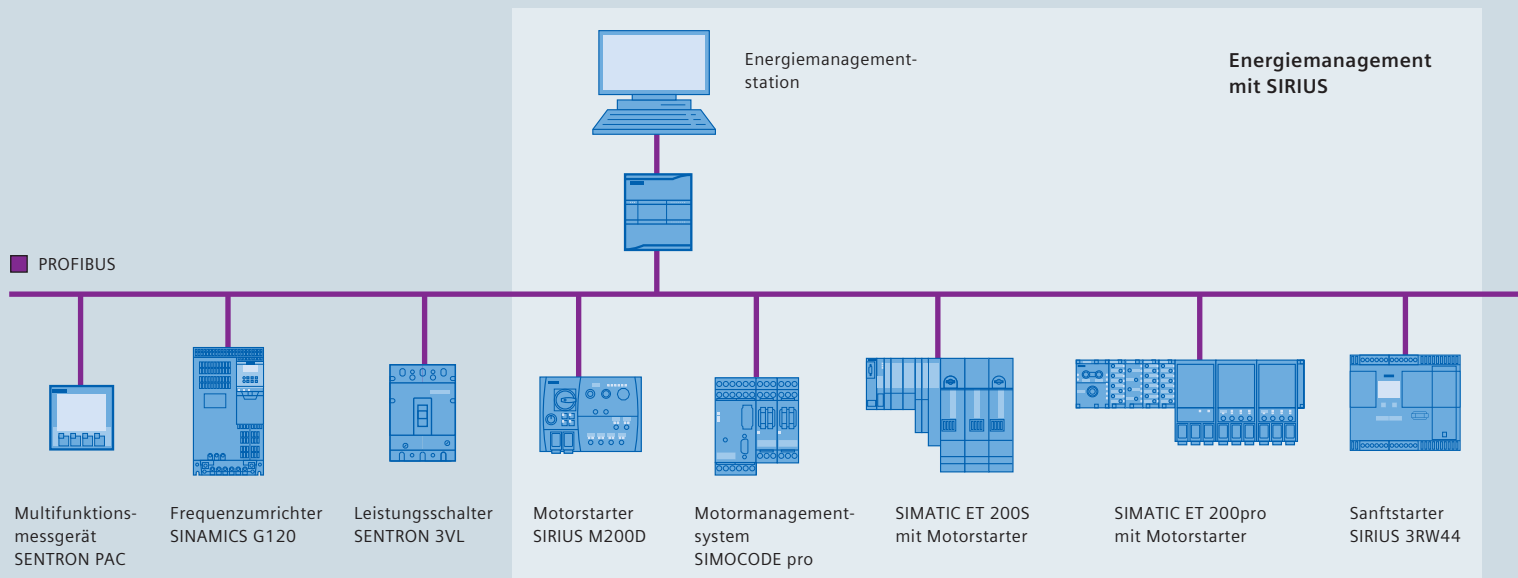 Energiemanagement-
station
Energiemanagement
mit SIRIUS
PROFIBUS
Multifunktions-
messgerät
SENTRON PAC
Frequenzumrichter
SINAMICS G120
Leistungsschalter
SENTRON 3VL
Motorstarter
SIRIUS M200D
Motormanagement-
system
SIMOCODE pro
SIMATIC ET 200S
mit Motorstarter
SIMATIC ET 200pro
mit Motorstarter
Sanftstarter
SIRIUS 3RW44